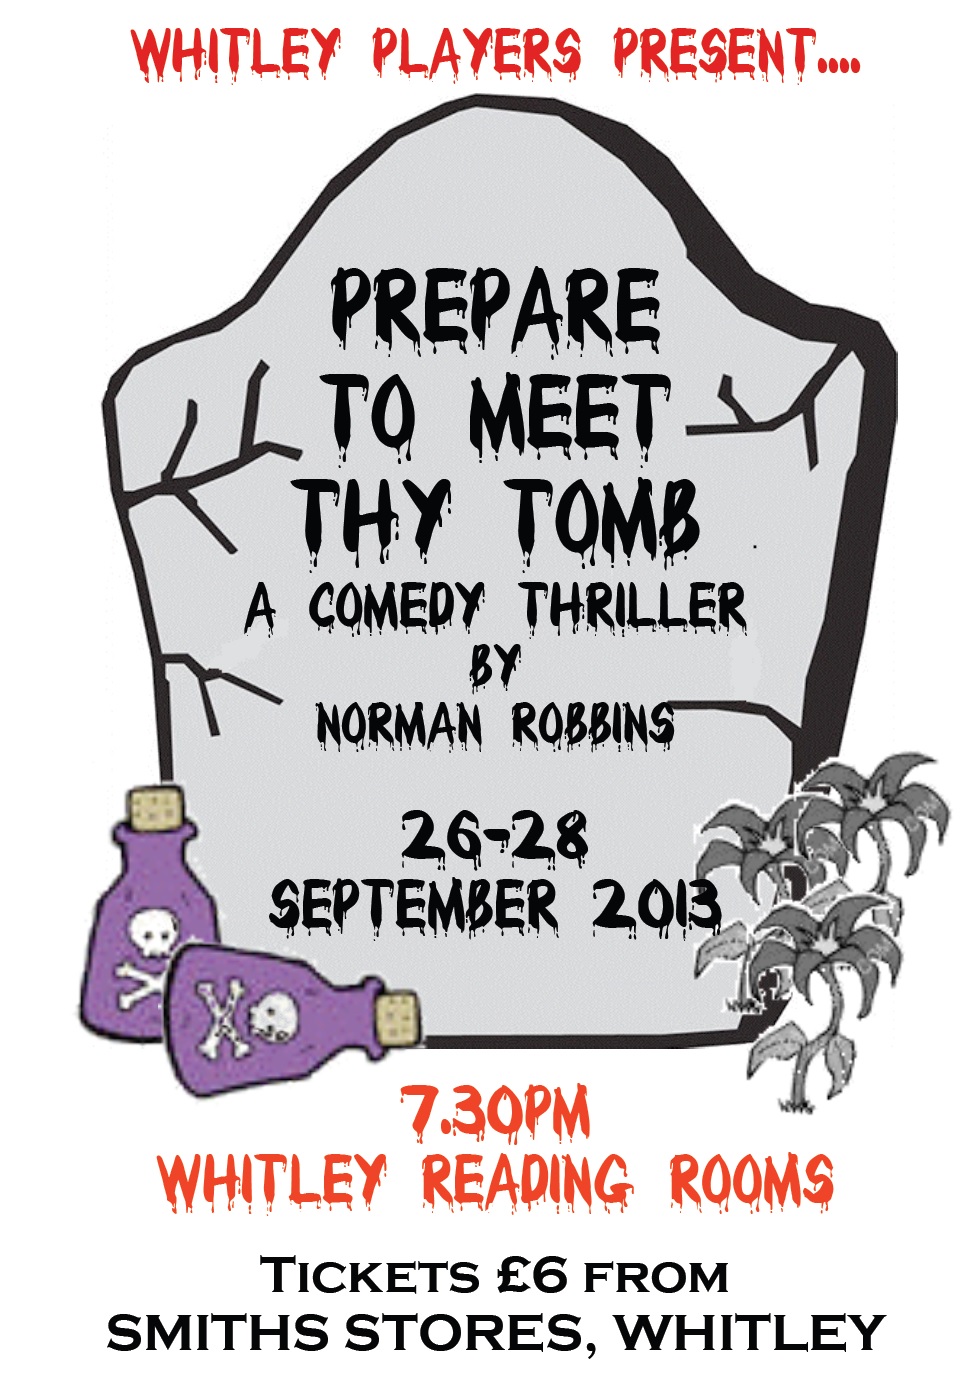 WHITLEY PLAYERS PRESENT....
PREPARE
TO MEET
THY TOMB
A COMEDY THRILLER
BY
NORMAN ROBBINS
26-28
SEPTEMBER 2013
7.30PM
WHITLEY READING ROOMS
TICKETS £6 FROM
SMITHS STORES, WHITLEY